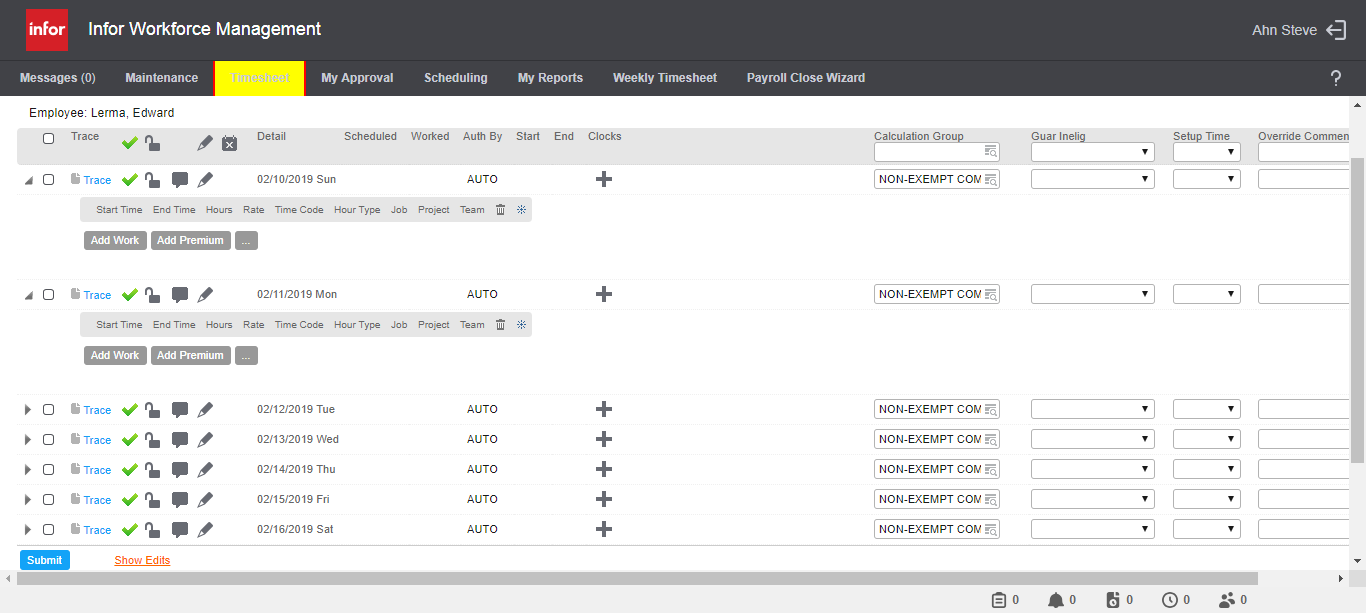 infor Infor Workforce Management Ahn Steve
Messages (0) Maintenance Timesheet My Approval Scheduling My Reports Weekly Timesheet Payroll Close Wizard ?
Employee: Lerma, Edward
Trace Detail Scheduled Worked Auth By Start End Clocks Calculation Group Guar Inelig Setup Time Override Commen
Trace 02/10/2019 Sun AUTO NON-EXEMPT COM
Start Time End Time Hours Rate Time Code Hour Type Job Project Team
Add Work Add Premium ...
Trace 02/11/2019 Mon AUTO NON-EXEMPT COM
Start Time End Time Hours Rate Time Code Hour Type Job Project Team
Add Work Add Premium ...
Trace 02/12/2019 Tue AUTO NON-EXEMPT COM
Trace 02/13/2019 Wed AUTO NON-EXEMPT COM
Trace 02/14/2019 Thu AUTO NON-EXEMPT COM
Trace 02/15/2019 Fri AUTO NON-EXEMPT COM
Trace 02/16/2019 Sat AUTO NON-EXEMPT COM
Submit Show Edits
0 0 0 0 0